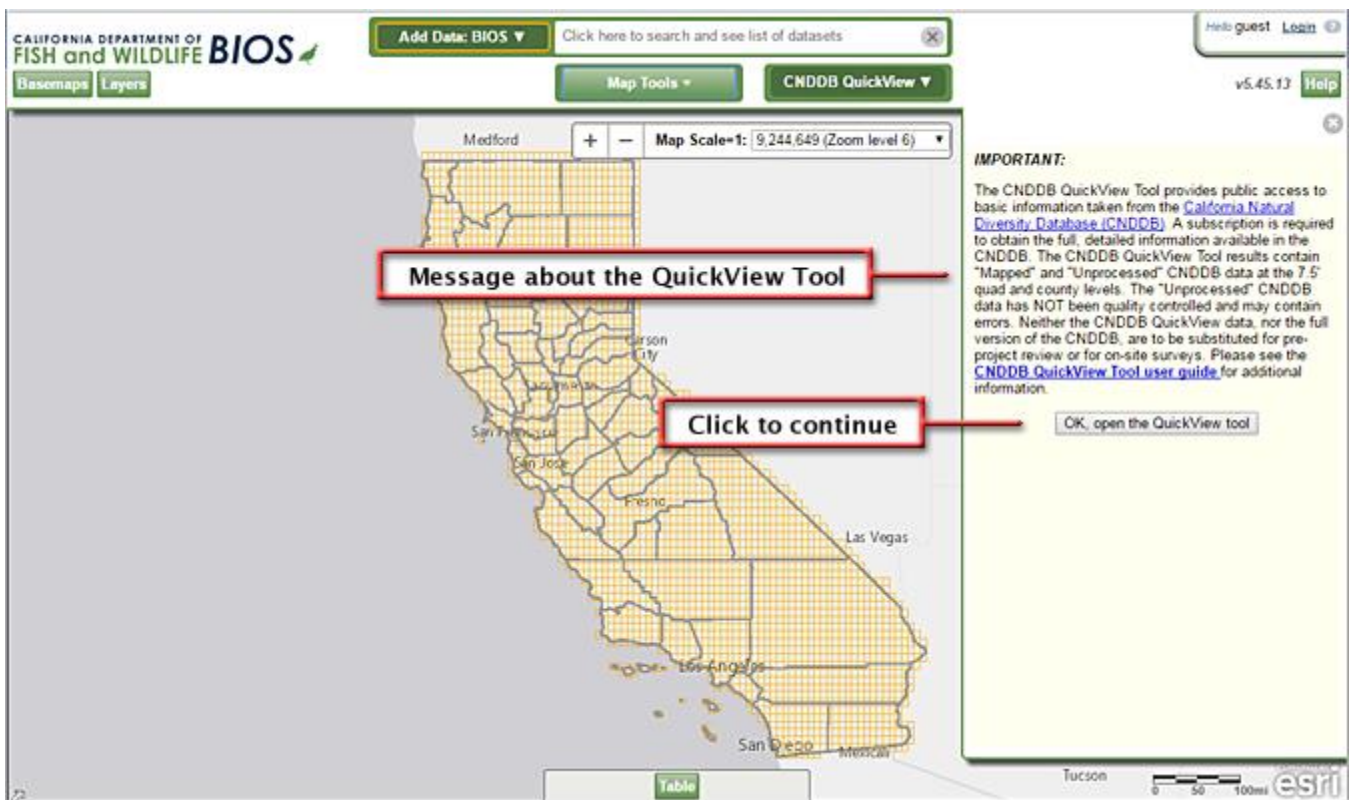 CALIFORNIA DEPARTMENT OF
FISH and WILDLIFE BIOS
Add Data: BIOS ▼
Click here to search and see list of datasets
Hello guest Login
Basemaps Layers
Map Tools
CNDDB QuickView ▼
v5.45.13 Help
Medford
+ − Map Scale=1: 9,244,649 (Zoom level 6)
IMPORTANT:
The CNDDB QuickView Tool provides public access to
basic information taken from the California Natural
Diversity Database (CNDDB). A subscription is required
to obtain the full, detailed information available in the
CNDDB. The CNDDB QuickView Tool results contain
"Mapped" and "Unprocessed" CNDDB data at the 7.5'
quad and county levels. The "Unprocessed" CNDDB
data has NOT been quality controlled and may contain
errors. Neither the CNDDB QuickView data, nor the full
version of the CNDDB, are to be substituted for pre-
project review or for on-site surveys. Please see the
CNDDB QuickView Tool user guide for additional
information.
OK, open the QuickView tool
Message about the QuickView Tool
Click to continue
Carson
City
San Francisco
San Jose
Fresno
Las Vegas
Los Angeles
San Diego
Mexicali
Tucson
Table
0 50 100mi
esri